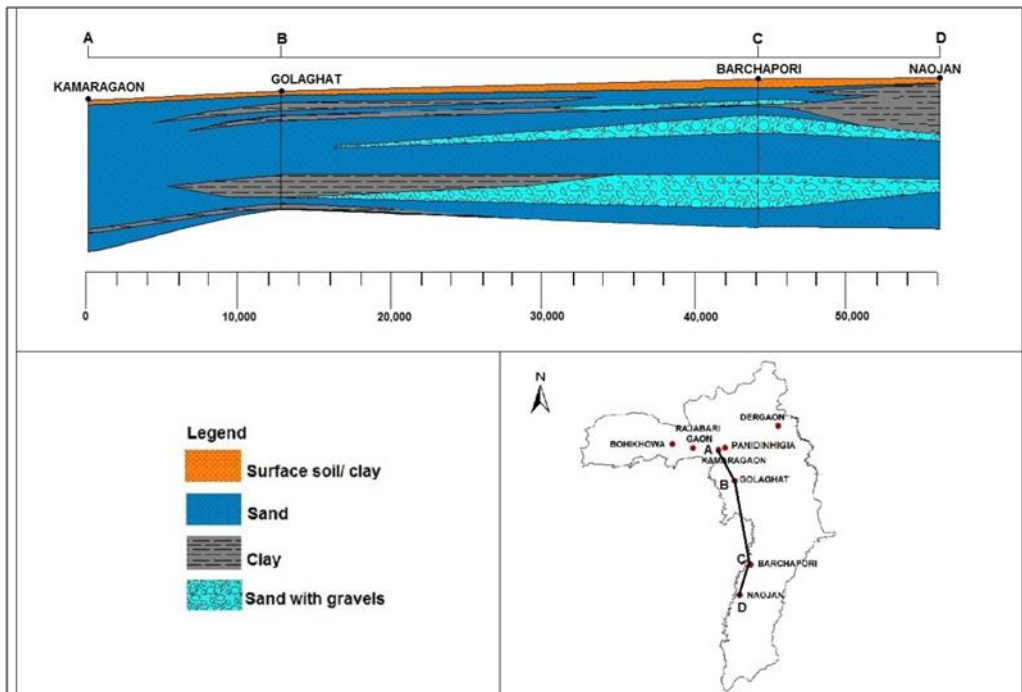 A B C D
KAMARAGAON
GOLAGHAT
BARCHAPORI
NAOJAN
0 10,000 20,000 30,000 40,000 50,000
Legend
Surface soil/ clay
Sand
Clay
Sand with gravels
N
DERGAON
RAJABARI
GAON
BOHIKHOWA
A
PANIDINHIGIA
KAMARAGAON
B
GOLAGHAT
C
BARCHAPORI
NAOJAN
D